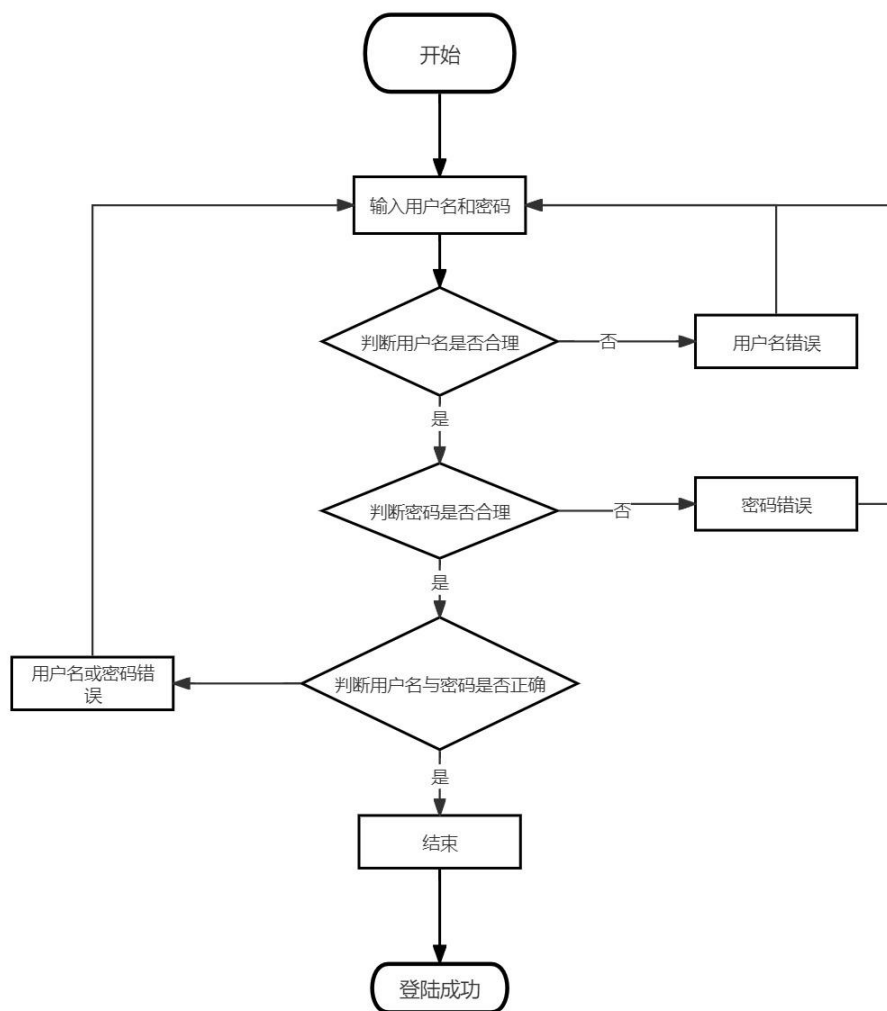 开始
输入用户名和密码
判断用户名是否合理
否
用户名错误
是
判断密码是否合理
否
密码错误
是
用户名或密码错
误
判断用户名与密码是否正确
是
结束
登陆成功